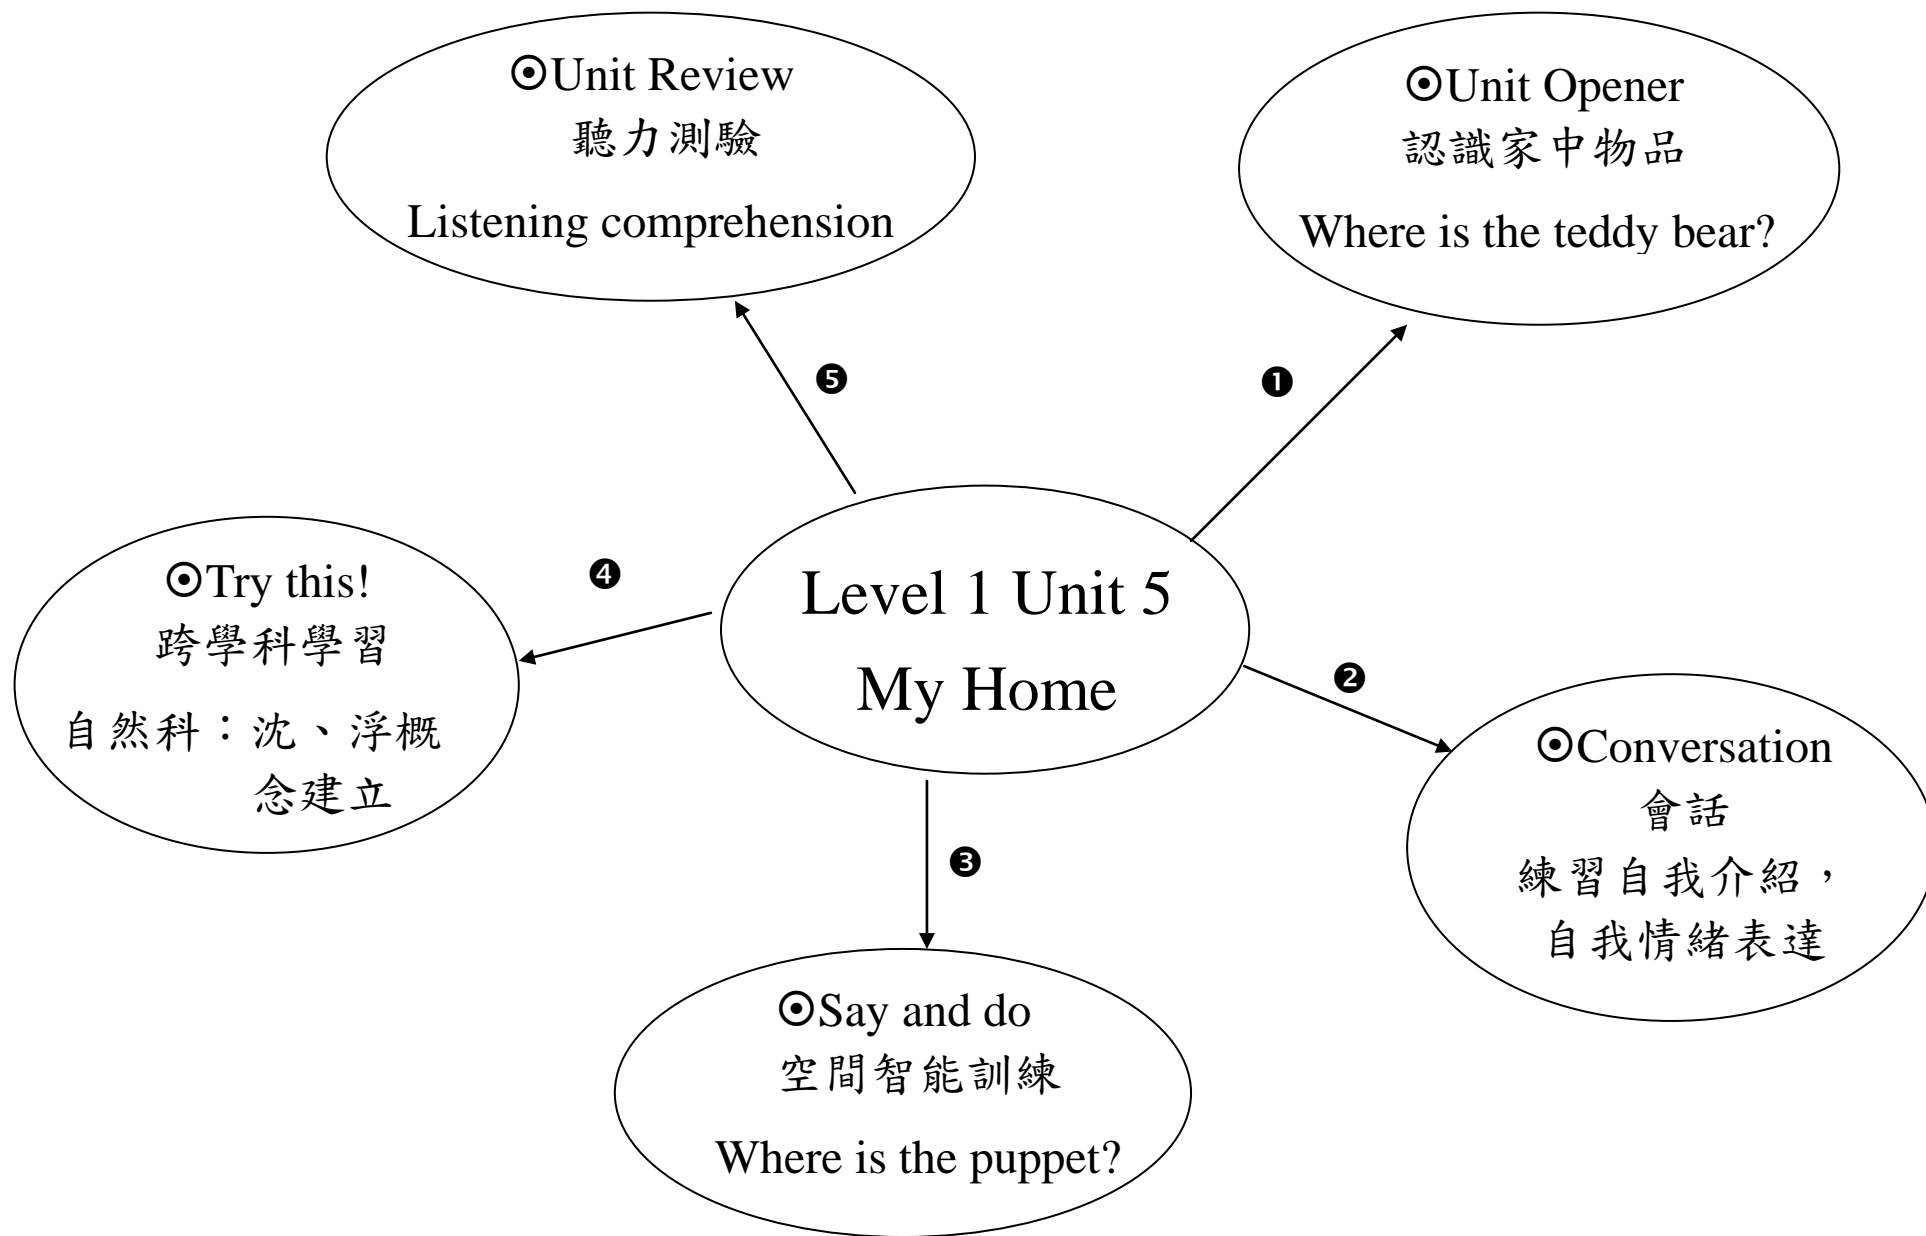 Level 1 Unit 5
My Home
❶
⊙Unit Opener
認識家中物品
Where is the teddy bear?
❷
⊙Conversation
會話
練習自我介紹，
自我情緒表達
❸
⊙Say and do
空間智能訓練
Where is the puppet?
❹
⊙Try this!
跨學科學習
自然科：沈、浮概
念建立
❺
⊙Unit Review
聽力測驗
Listening comprehension